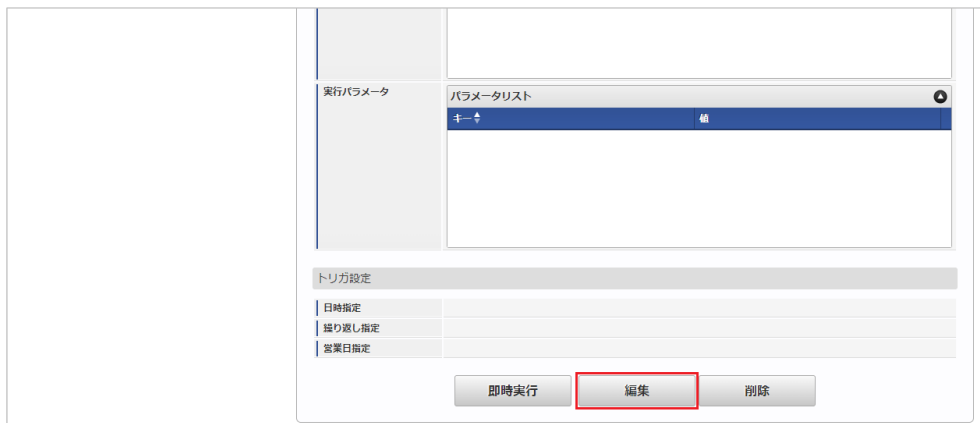 実行パラメータ
パラメータリスト
キー 値
トリガ設定
日時指定
繰り返し指定
営業日指定
即時実行 編集 削除